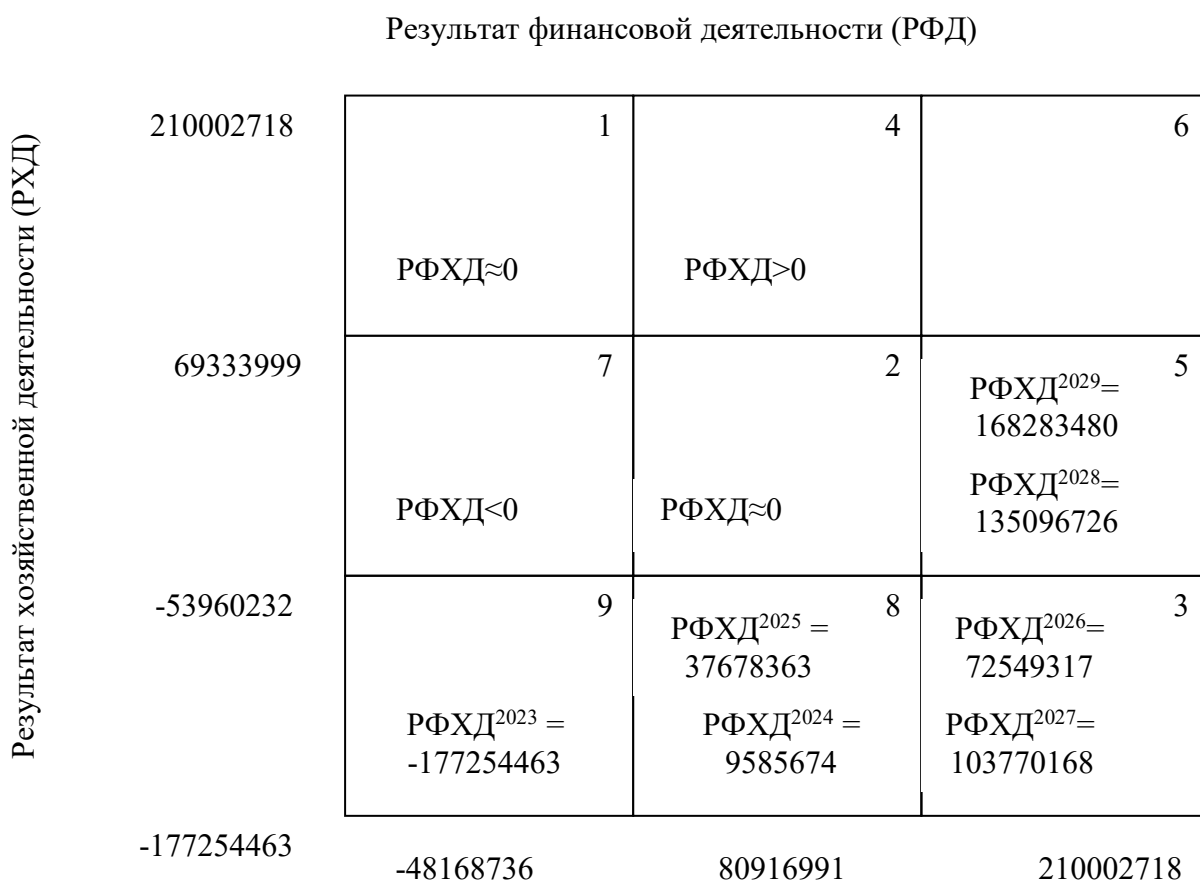 Результат финансовой деятельности (РФД)
Результат хозяйственной деятельности (РХД)
210002718
1
4
6
РФХД≈0
РФХД>0
69333999
7
2
5
РФХД²⁰²⁹=
168283480
РФХД²⁰²⁸=
135096726
РФХД<0
РФХД≈0
-53960232
9
8
3
РФХД²⁰²⁵ =
37678363
РФХД²⁰²⁶=
72549317
РФХД²⁰²³ =
-177254463
РФХД²⁰²⁴ =
9585674
РФХД²⁰²⁷=
103770168
-177254463
-48168736
80916991
210002718